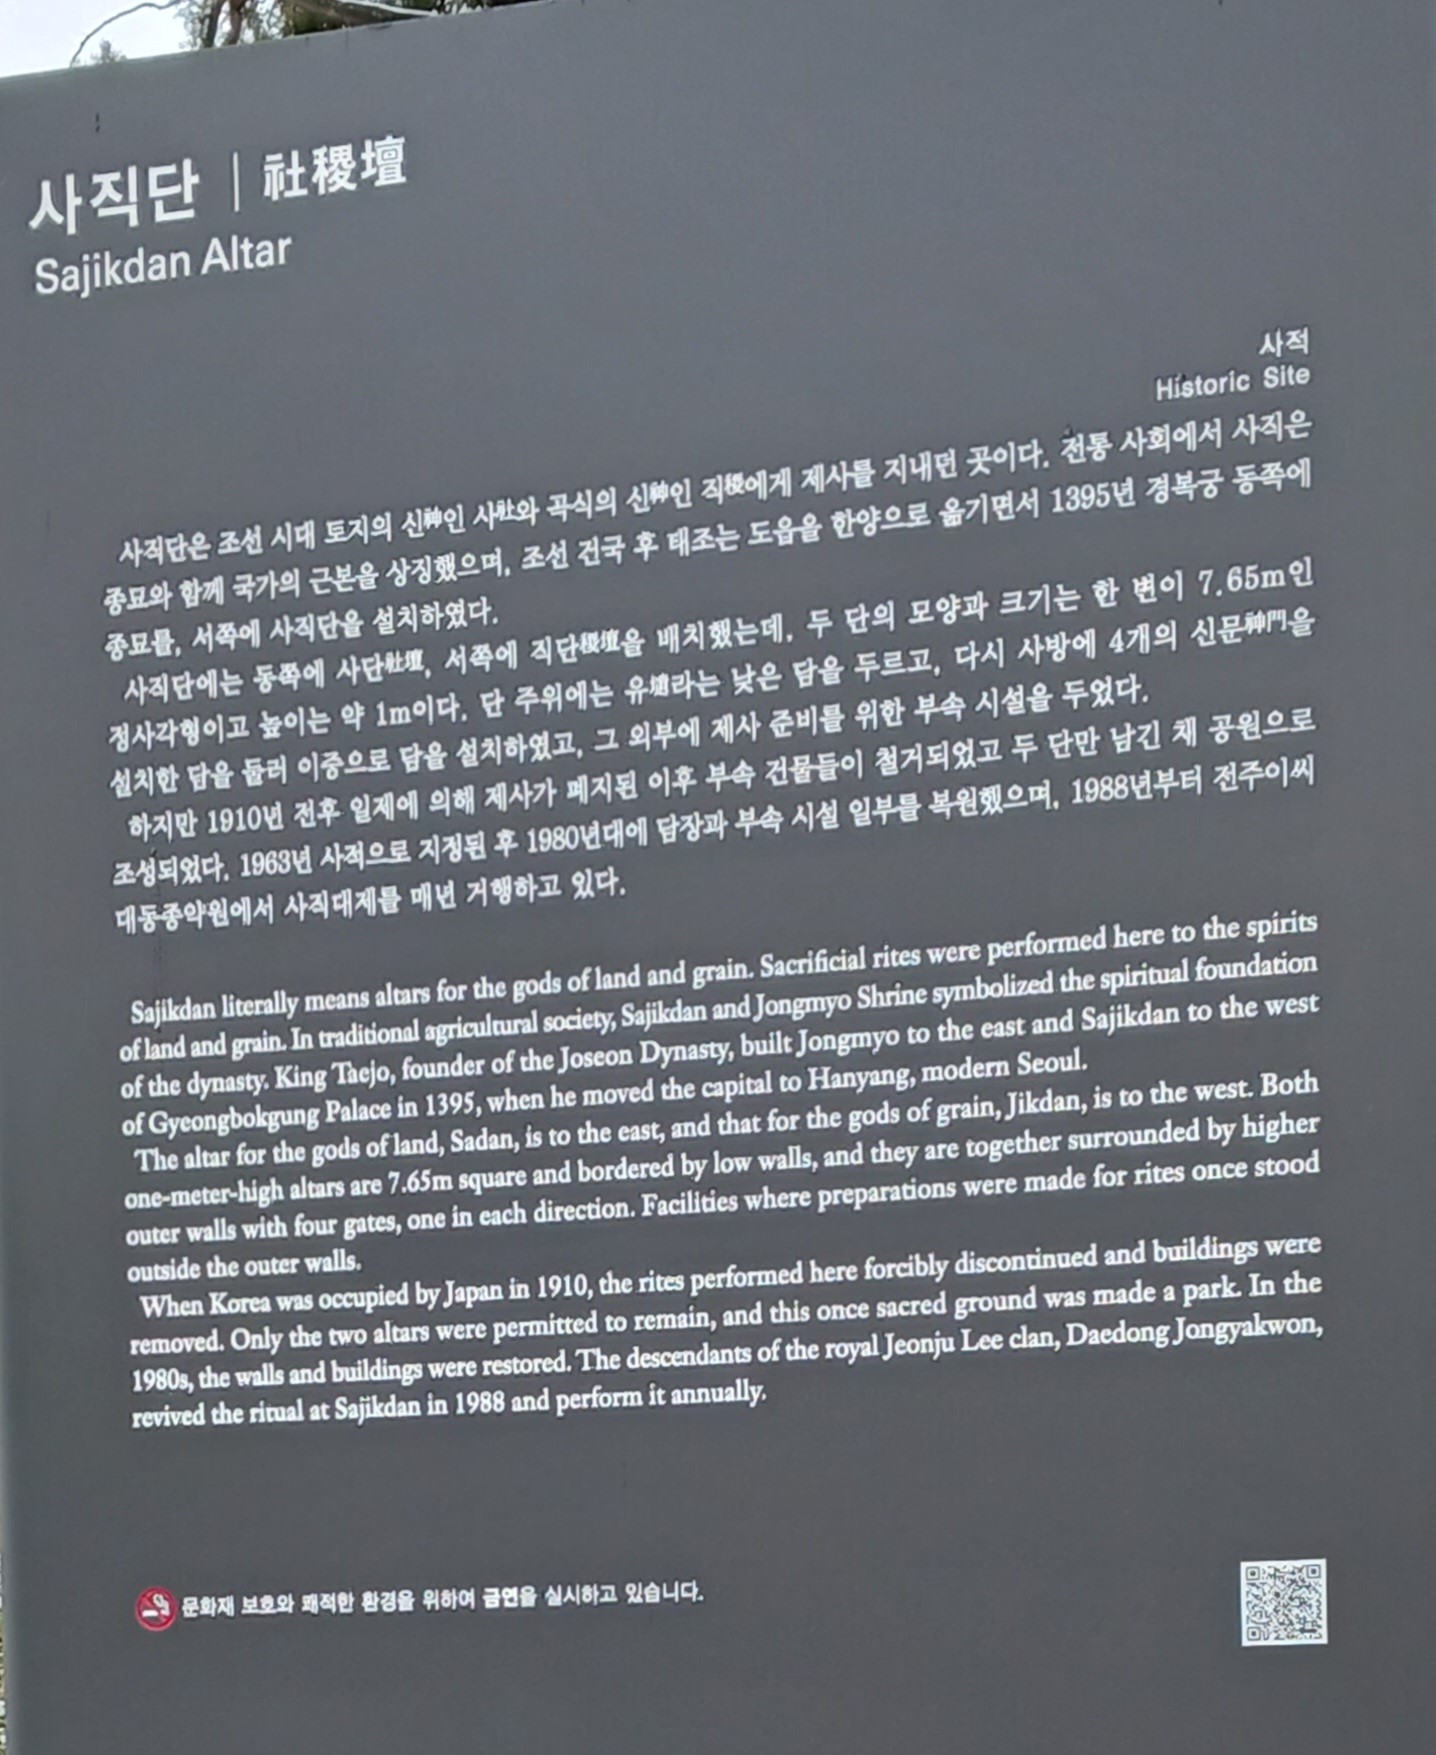 사직단 | 社稷壇
Sajikdan Altar
사적
Historic Site
사직단은 조선 시대 토지의 신神인 사社와 곡식의 신神인 직稷에게 제사를 지내던 곳이다. 전통 사회에서 사직은
종묘와 함께 국가의 근본을 상징했으며, 조선 건국 후 태조는 도읍을 한양으로 옮기면서 1395년 경복궁 동쪽에
종묘를, 서쪽에 사직단을 설치하였다.
사직단에는 동쪽에 사단社壇, 서쪽에 직단稷壇을 배치했는데, 두 단의 모양과 크기는 한 변이 7.65m인
정사각형이고 높이는 약 1m이다. 단 주위에는 유壝라는 낮은 담을 두르고, 다시 사방에 4개의 신문神門을
설치한 담을 둘러 이중으로 담을 설치하였고, 그 외부에 제사 준비를 위한 부속 시설을 두었다.
하지만 1910년 전후 일제에 의해 제사가 폐지된 이후 부속 건물들이 철거되었고 두 단만 남긴 채 공원으로
조성되었다. 1963년 사적으로 지정된 후 1980년대에 담장과 부속 시설 일부를 복원했으며, 1988년부터 전주이씨
대동종약원에서 사직대제를 매년 거행하고 있다.
Sajikdan literally means altars for the gods of land and grain. Sacrificial rites were performed here to the spirits
of land and grain. In traditional agricultural society, Sajikdan and Jongmyo Shrine symbolized the spiritual foundation
of the dynasty. King Taejo, founder of the Joseon Dynasty, built Jongmyo to the east and Sajikdan to the west
of Gyeongbokgung Palace in 1395, when he moved the capital to Hanyang, modern Seoul.
The altar for the gods of land, Sadan, is to the east, and that for the gods of grain, Jikdan, is to the west. Both
one-meter-high altars are 7.65m square and bordered by low walls, and they are together surrounded by higher
outer walls with four gates, one in each direction. Facilities where preparations were made for rites once stood
outside the outer walls.
When Korea was occupied by Japan in 1910, the rites performed here forcibly discontinued and buildings were
removed. Only the two altars were permitted to remain, and this once sacred ground was made a park. In the
1980s, the walls and buildings were restored. The descendants of the royal Jeonju Lee clan, Daedong Jongyakwon,
revived the ritual at Sajikdan in 1988 and perform it annually.
문화재 보호와 쾌적한 환경을 위하여 금연을 실시하고 있습니다.